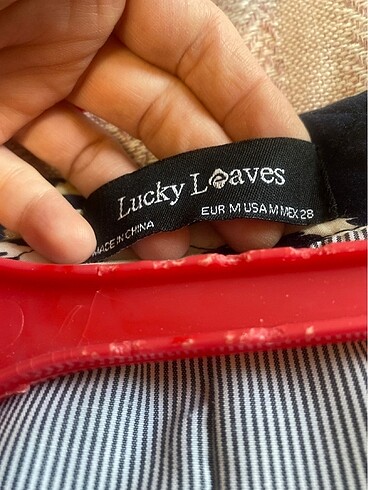 Lucky Leaves
EUR M USA M MEX 28
MADE IN CHINA